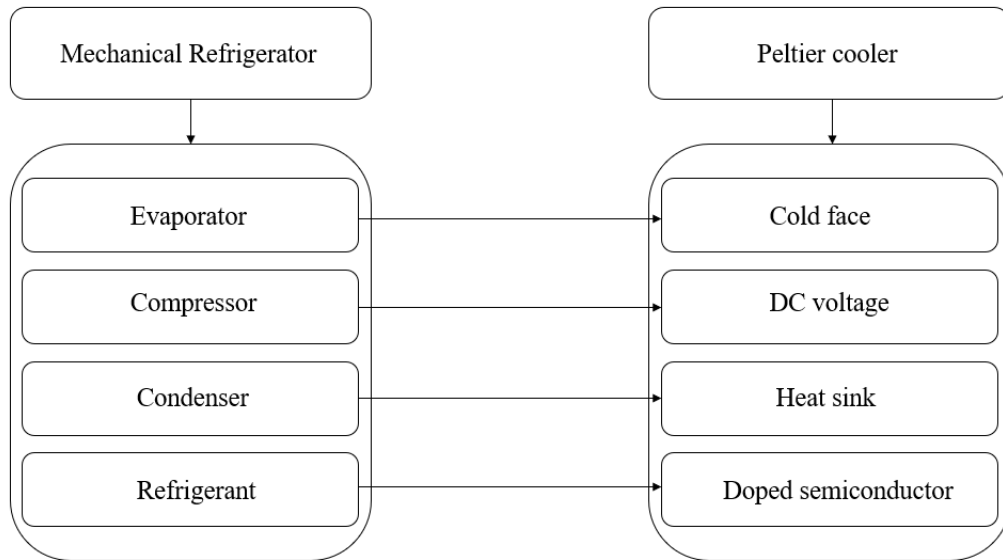 Mechanical Refrigerator
Peltier cooler
Evaporator
Cold face
Compressor
DC voltage
Condenser
Heat sink
Refrigerant
Doped semiconductor